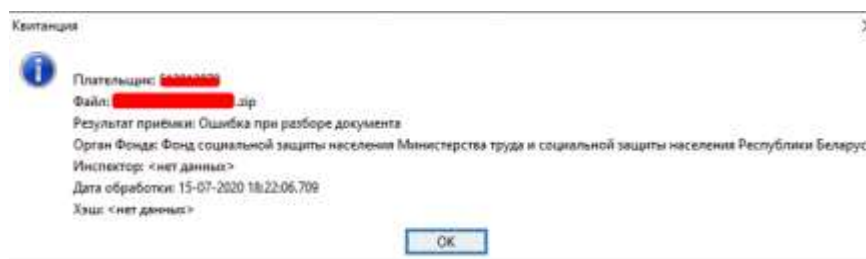 Квитанция
Плательщик:
Файл: .zip
Результат приёмки: Ошибка при разборе документа
Орган Фонда: Фонд социальной защиты населения Министерства труда и социальной защиты населения Республики Беларус
Инспектор: <нет данных>
Дата обработки: 15-07-2020 18:22:06.709
Хэш: <нет данных>
OK